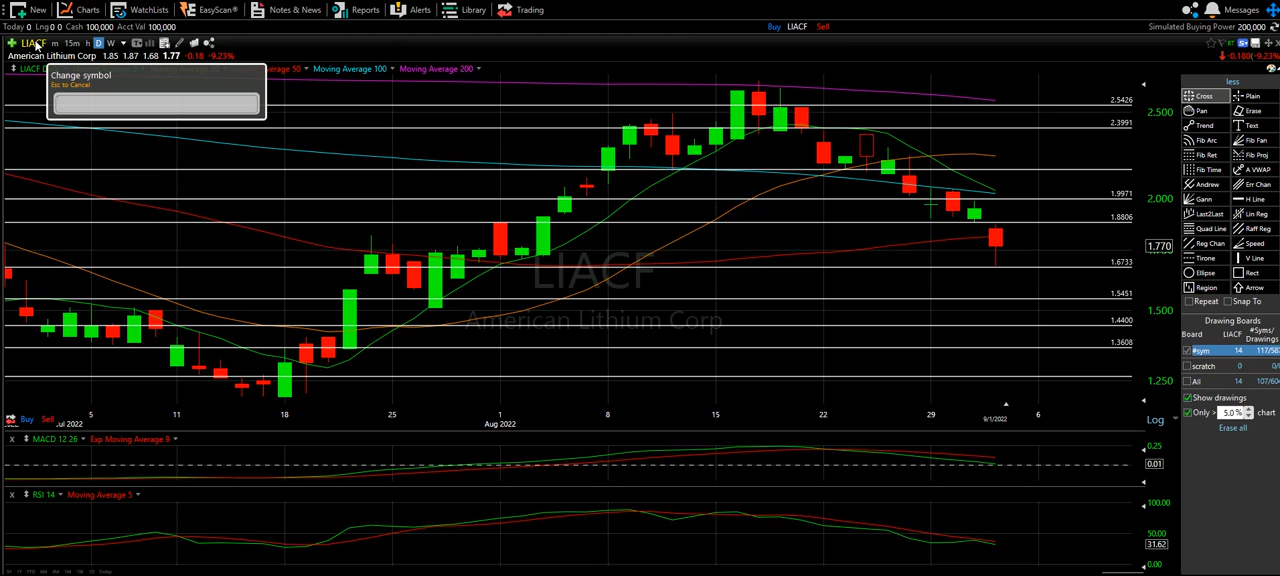 New Charts WatchLists EasyScan® Notes & News Reports Alerts Library Trading Messages
Today 0 Lng 0 0 Cash 100,000 Acct Val 100,000 Buy LIACF Sell Simulated Buying Power 200,000
LIACF m 15m h D W
American Lithium Corp 1.85 1.87 1.68 1.77 -0.18 -9.23%
LIACF 50 Moving Average 100 Moving Average 200
Change symbol
Esc to Cancel
2.5426
2.500
2.3991
1.9971
2.000
1.8806
1.770
1.6733
1.5451
1.500
1.4400
1.3608
1.250
LIACF
American Lithium Corp
5 11 18 25 8 15 22 29 6
Buy Sell Log
Jul 2022 Aug 2022 9/1/2022
X MACD 12 26 Exp Moving Average 9
0.25
0.01
X RSI 14 Moving Average 5
100.00
50.00
31.62
0.00
less
Cross Plain
Pan Erase
Trend Text
Fib Arc Fib Fan
Fib Ret Fib Proj
Fib Time A VWAP
Andrew Err Chan
Gann H Line
Last2Last Lin Reg
Quad Line Raff Reg
Reg Chan Speed
Tirone V Line
Ellipse Rect
Region Arrow
Repeat Snap To
Drawing Boards
Board LIACF #Syms/
Drawings
#sym 14
scratch 0
All 14
Show drawings
Only > 5.0 % chart
Erase all